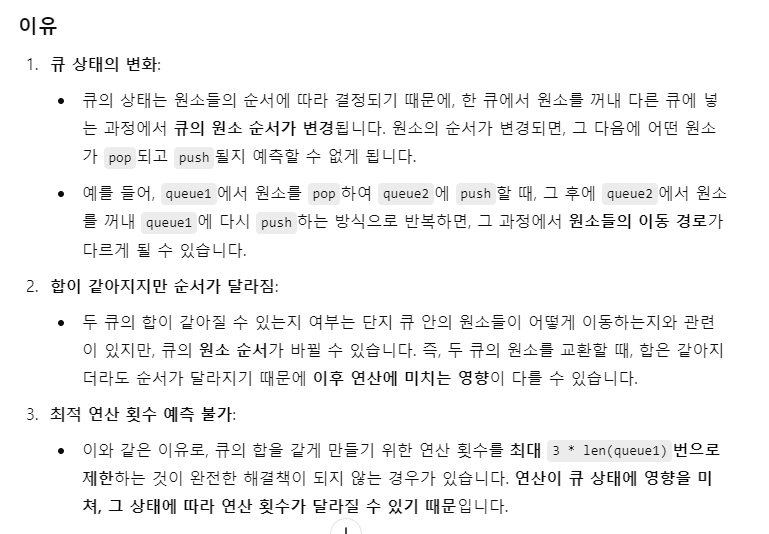 이유
1. 큐 상태의 변화:
• 큐의 상태는 원소들의 순서에 따라 결정되기 때문에, 한 큐에서 원소를 꺼내 다른 큐에 넣
는 과정에서 큐의 원소 순서가 변경됩니다. 원소의 순서가 변경되면, 그 다음에 어떤 원소
가 pop 되고 push 될지 예측할 수 없게 됩니다.
• 예를 들어, queue1 에서 원소를 pop 하여 queue2 에 push 할 때, 그 후에 queue2 에서 원소
를 꺼내 queue1 에 다시 push 하는 방식으로 반복하면, 그 과정에서 원소들의 이동 경로가
다르게 될 수 있습니다.
2. 합이 같아지지만 순서가 달라짐:
• 두 큐의 합이 같아질 수 있는지 여부는 단지 큐 안의 원소들이 어떻게 이동하는지와 관련
이 있지만, 큐의 원소 순서가 바뀔 수 있습니다. 즉, 두 큐의 원소를 교환할 때, 합은 같아지
더라도 순서가 달라지기 때문에 이후 연산에 미치는 영향이 다를 수 있습니다.
3. 최적 연산 횟수 예측 불가:
• 이와 같은 이유로, 큐의 합을 같게 만들기 위한 연산 횟수를 최대 3 * len(queue1) 번으로
제한하는 것이 완전한 해결책이 되지 않는 경우가 있습니다. 연산이 큐 상태에 영향을 미
쳐, 그 상태에 따라 연산 횟수가 달라질 수 있기 때문입니다.